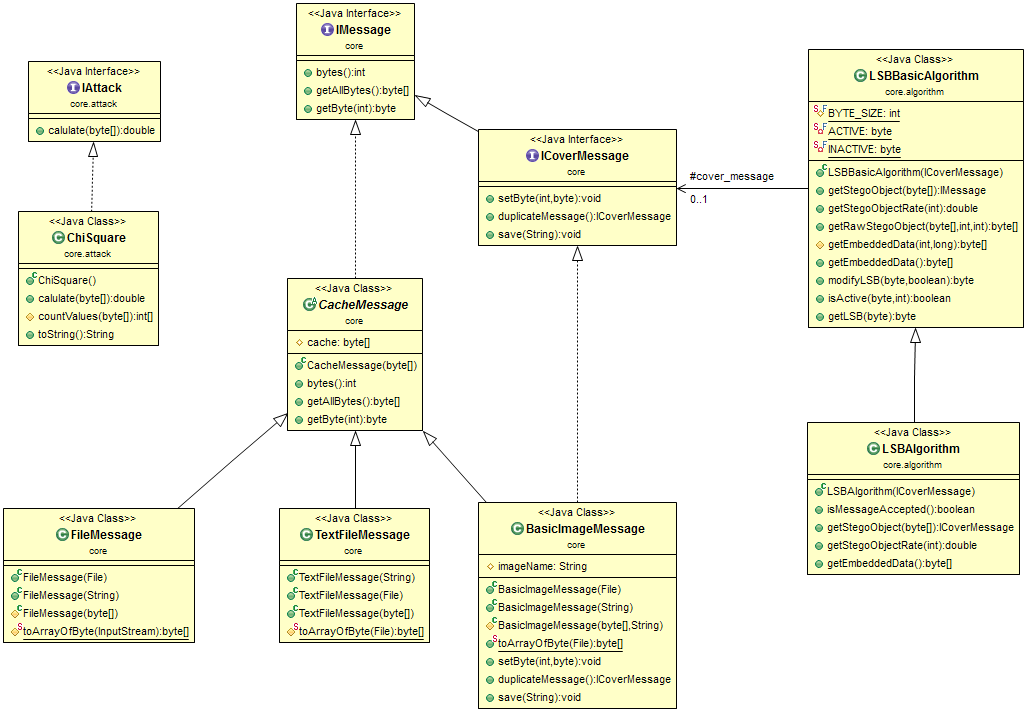 <<Java Interface>>
IMessage
core
bytes():int
getAllBytes():byte[]
getByte(int):byte
<<Java Interface>>
IAttack
core.attack
calulate(byte[]):double
<<Java Class>>
LSBBasicAlgorithm
core.algorithm
BYTE_SIZE: int
ACTIVE: byte
INACTIVE: byte
LSBBasicAlgorithm(ICoverMessage)
getStegoObject(byte[]):IMessage
getStegoObjectRate(int):double
getRawStegoObject(byte[],int,int):byte[]
getEmbeddedData(int,long):byte[]
getEmbeddedData():byte[]
modifyLSB(byte,boolean):byte
isActive(byte,int):boolean
getLSB(byte):byte
<<Java Interface>>
ICoverMessage
core
setByte(int,byte):void
duplicateMessage():ICoverMessage
save(String):void
#cover_message
0..1
<<Java Class>>
ChiSquare
core.attack
ChiSquare()
calulate(byte[]):double
countValues(byte[]):int[]
toString():String
<<Java Class>>
CacheMessage
core
cache: byte[]
CacheMessage(byte[])
bytes():int
getAllBytes():byte[]
getByte(int):byte
<<Java Class>>
LSBAlgorithm
core.algorithm
LSBAlgorithm(ICoverMessage)
isMessageAccepted():boolean
getStegoObject(byte[]):ICoverMessage
getStegoObjectRate(int):double
getEmbeddedData():byte[]
<<Java Class>>
FileMessage
core
FileMessage(File)
FileMessage(String)
FileMessage(byte[])
toArrayOfByte(InputStream):byte[]
<<Java Class>>
TextFileMessage
core
TextFileMessage(String)
TextFileMessage(File)
TextFileMessage(byte[])
toArrayOfByte(File):byte[]
<<Java Class>>
BasicImageMessage
core
imageName: String
BasicImageMessage(File)
BasicImageMessage(String)
BasicImageMessage(byte[],String)
toArrayOfByte(File):byte[]
setByte(int,byte):void
duplicateMessage():ICoverMessage
save(String):void